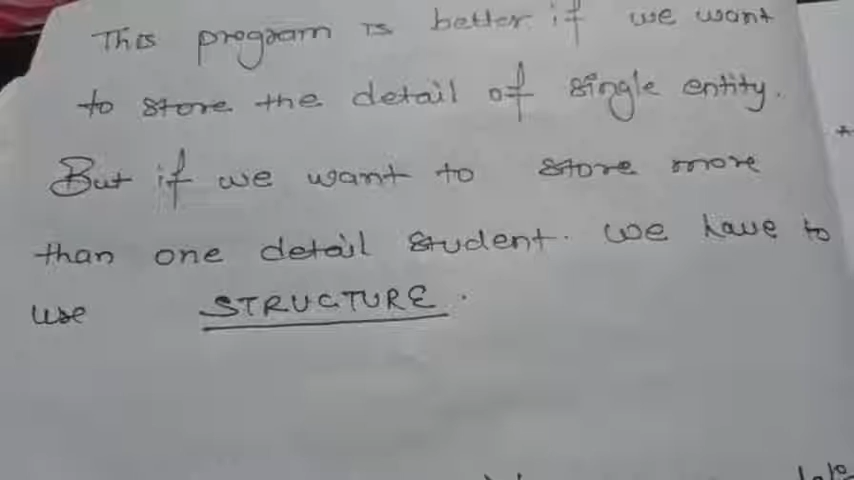 This program is better if we want
to store the detail of single entity.
But if we want to store more
than one detail student. we have to
use STRUCTURE.